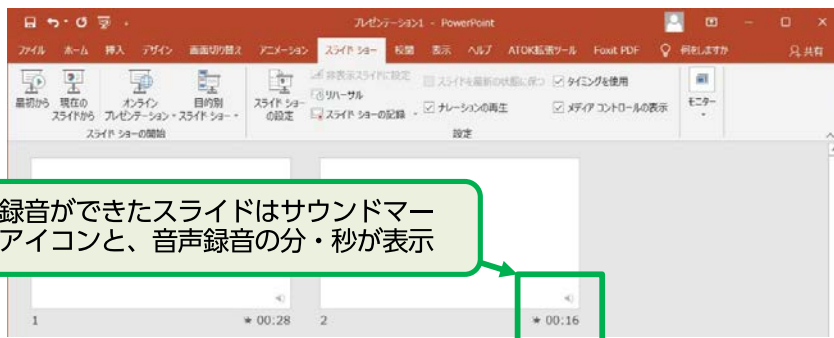 プレゼンテーション1 - PowerPoint
ファイル ホーム 挿入 デザイン 画面切り替え アニメーション スライド ショー 校閲 表示 ヘルプ ATOK拡張ツール Foxit PDF 何をしますか 共有
最初から
現在の
スライドから
オンライン
プレゼンテーション
目的別
スライド ショー
スライド ショー
の設定
非表示スライドに設定
リハーサル
スライド ショーの記録
スライドを最新の状態に保つ
ナレーションの再生
タイミングを使用
メディア コントロールの表示
モニター
スライド ショーの開始
設定
録音ができたスライドはサウンドマー
アイコンと、音声録音の分・秒が表示
1 00:28 2 00:16